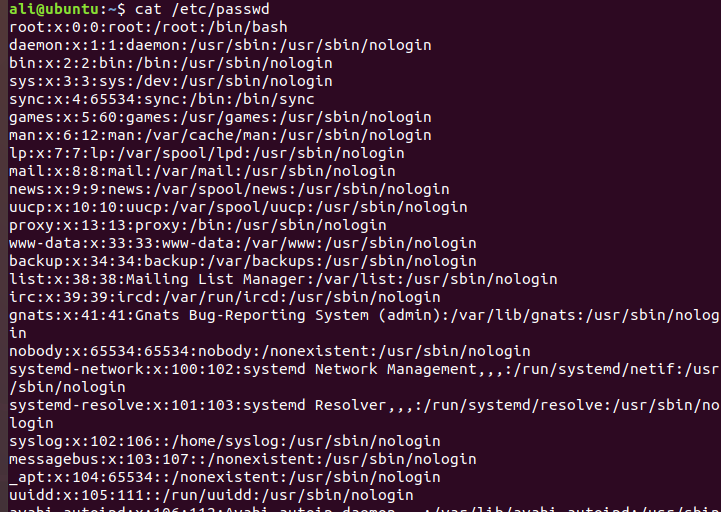 ali@ubuntu:~$ cat /etc/passwd
root:x:0:0:root:/root:/bin/bash
daemon:x:1:1:daemon:/usr/sbin:/usr/sbin/nologin
bin:x:2:2:bin:/bin:/usr/sbin/nologin
sys:x:3:3:sys:/dev:/usr/sbin/nologin
sync:x:4:65534:sync:/bin:/bin/sync
games:x:5:60:games:/usr/games:/usr/sbin/nologin
man:x:6:12:man:/var/cache/man:/usr/sbin/nologin
lp:x:7:7:lp:/var/spool/lpd:/usr/sbin/nologin
mail:x:8:8:mail:/var/mail:/usr/sbin/nologin
news:x:9:9:news:/var/spool/news:/usr/sbin/nologin
uucp:x:10:10:uucp:/var/spool/uucp:/usr/sbin/nologin
proxy:x:13:13:proxy:/bin:/usr/sbin/nologin
www-data:x:33:33:www-data:/var/www:/usr/sbin/nologin
backup:x:34:34:backup:/var/backups:/usr/sbin/nologin
list:x:38:38:Mailing List Manager:/var/list:/usr/sbin/nologin
irc:x:39:39:ircd:/var/run/ircd:/usr/sbin/nologin
gnats:x:41:41:Gnats Bug-Reporting System (admin):/var/lib/gnats:/usr/sbin/nolog
in
nobody:x:65534:65534:nobody:/nonexistent:/usr/sbin/nologin
systemd-network:x:100:102:systemd Network Management,,,:/run/systemd/netif:/usr
/sbin/nologin
systemd-resolve:x:101:103:systemd Resolver,,,:/run/systemd/resolve:/usr/sbin/no
login
syslog:x:102:106::/home/syslog:/usr/sbin/nologin
messagebus:x:103:107::/nonexistent:/usr/sbin/nologin
_apt:x:104:65534::/nonexistent:/usr/sbin/nologin
uuidd:x:105:111::/run/uuidd:/usr/sbin/nologin